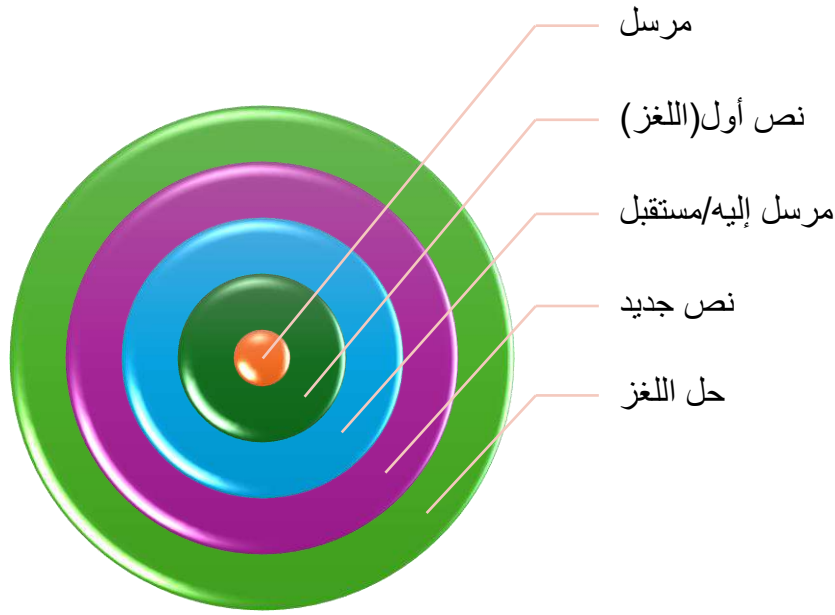 مرسل
نص أول(اللغز)
مرسل إليه/مستقبل
نص جديد
حل اللغز